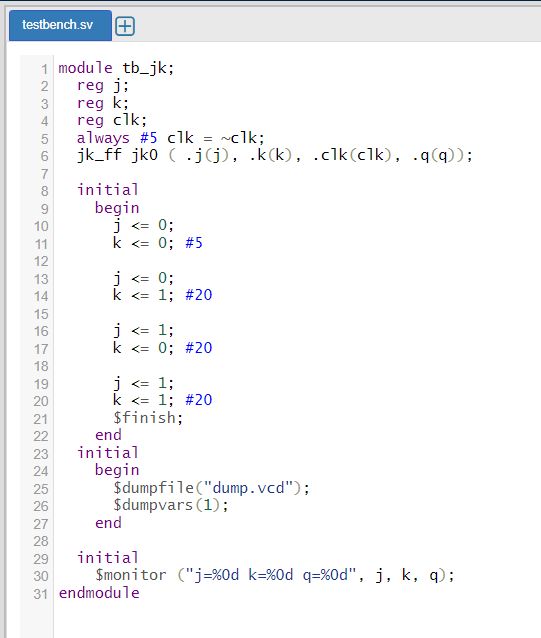 testbench.sv
1 module tb_jk;
2 reg j;
3 reg k;
4 reg clk;
5 always #5 clk = ~clk;
6 jk_ff jk0 ( .j(j), .k(k), .clk(clk), .q(q));
7
8 initial
9 begin
10 j <= 0;
11 k <= 0; #5
12
13 j <= 0;
14 k <= 1; #20
15
16 j <= 1;
17 k <= 0; #20
18
19 j <= 1;
20 k <= 1; #20
21 $finish;
22 end
23 initial
24 begin
25 $dumpfile("dump.vcd");
26 $dumpvars(1);
27 end
28
29 initial
30 $monitor ("j=%0d k=%0d q=%0d", j, k, q);
31 endmodule